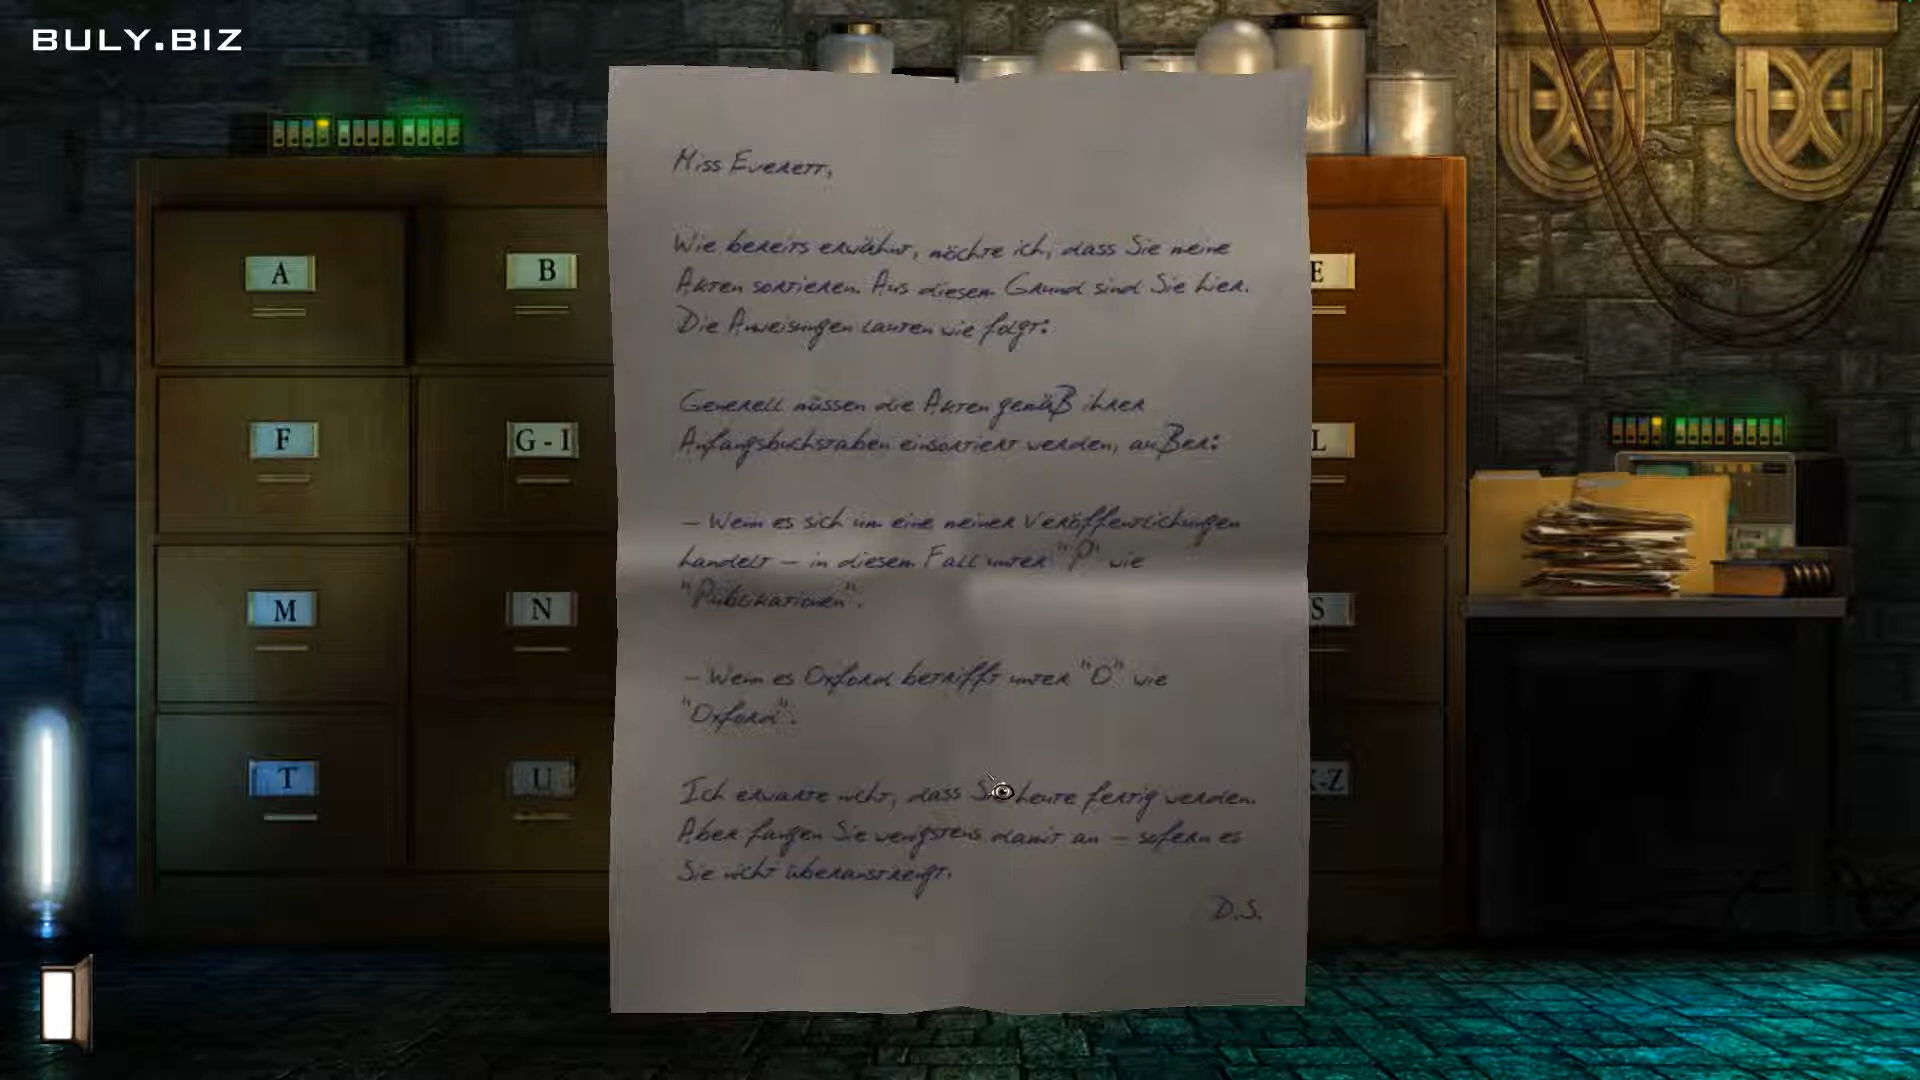 BULY.BIZ
Miss Everett,
Wie bereits erwähnt, möchte ich, dass Sie meine
Akten sortieren. Aus diesem Grund sind Sie hier.
Die Anweisungen lauten wie folgt:
Generell müssen die Akten gemäß ihrer
Anfangsbuchstaben einsortiert werden, außer:
– Wenn es sich um eine meiner Veröffentlichungen
handelt – in diesem Fall unter "P" wie
"Publikationen".
– Wenn es Oxford betrifft unter "O" wie
"Oxford".
Ich erwarte nicht, dass Sie heute fertig werden.
Aber fangen Sie wenigstens damit an – sofern es
Sie nicht überanstrengt.
D.S.
A
B
E
F
G - I
L
M
N
S
T
U
-Z